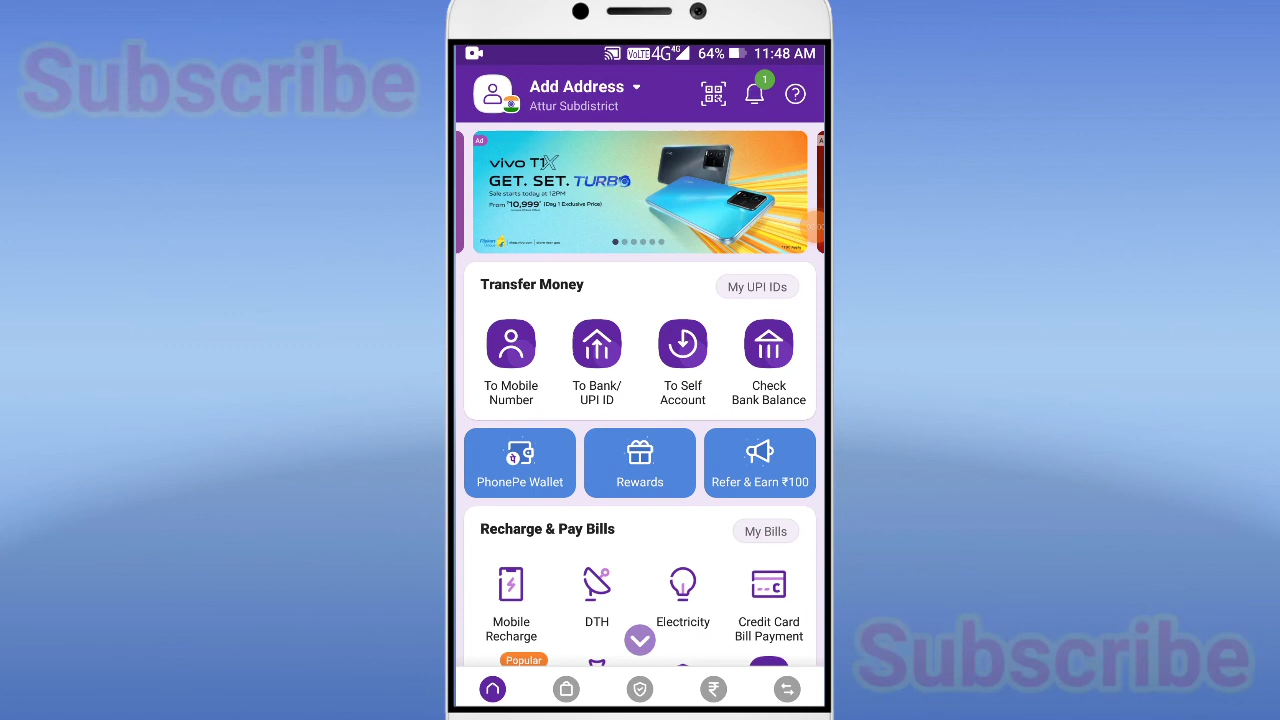 Subscribe
VoLTE 4G 4G 64% 11:48 AM
Add Address
Attur Subdistrict
1
Ad
vivo T1X
GET. SET. TURBO
Sale starts today at 12PM
From ₹10,999* (Day 1 Exclusive Price)
Transfer Money
My UPI IDs
To Mobile
Number
To Bank/
UPI ID
To Self
Account
Check
Bank Balance
PhonePe Wallet
Rewards
Refer & Earn ₹100
Recharge & Pay Bills
My Bills
Mobile
Recharge
DTH
Electricity
Credit Card
Bill Payment
Popular
Subscribe